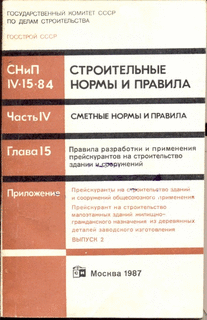 ГОСУДАРСТВЕННЫЙ КОМИТЕТ СССР
ПО ДЕЛАМ СТРОИТЕЛЬСТВА
ГОССТРОЙ СССР
СНиП
IV-15-84
СТРОИТЕЛЬНЫЕ
НОРМЫ И ПРАВИЛА
Часть IV
СМЕТНЫЕ НОРМЫ И ПРАВИЛА
Глава 15
Правила разработки и применения
прейскурантов на строительство
зданий и сооружений
Приложение
Прейскуранты на строительство зданий
и сооружений общесоюзного применения
Прейскурант на строительство
малоэтажных зданий жилищно-
гражданского назначения из деревянных
деталей заводского изготовления
ВЫПУСК 2
Москва 1987